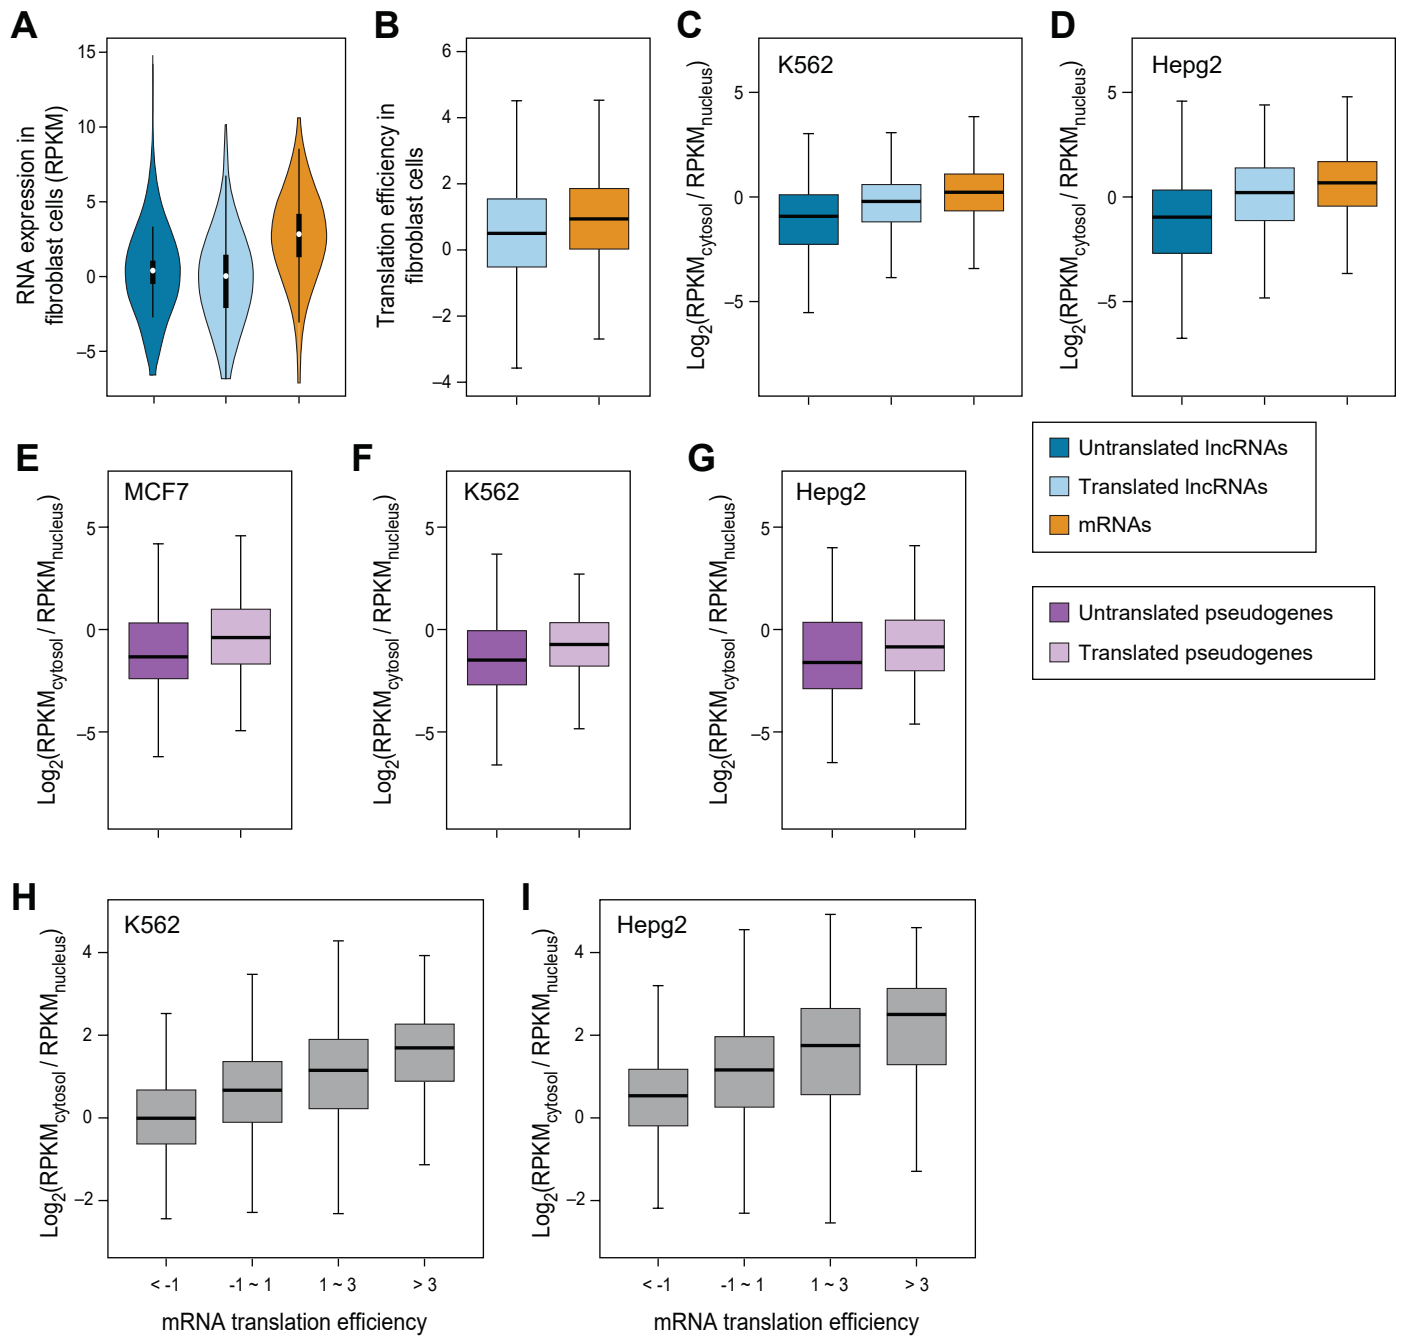 A
RNA expression in
fibroblast cells (RPKM)
15
10
5
0
–5
B
Translation efficiency in
fibroblast cells
6
4
2
0
–2
–4
C
K562
Log2(RPKMcytosol / RPKMnucleus)
5
0
–5
D
Hepg2
Log2(RPKMcytosol / RPKMnucleus)
5
0
–5
Untranslated lncRNAs
Translated lncRNAs
mRNAs
E
MCF7
Log2(RPKMcytosol / RPKMnucleus)
5
0
–5
F
K562
Log2(RPKMcytosol / RPKMnucleus)
5
0
–5
G
Hepg2
Log2(RPKMcytosol / RPKMnucleus)
5
0
–5
Untranslated pseudogenes
Translated pseudogenes
H
K562
Log2(RPKMcytosol / RPKMnucleus)
4
2
0
–2
< -1 -1 ~ 1 1 ~ 3 > 3
mRNA translation efficiency
I
Hepg2
Log2(RPKMcytosol / RPKMnucleus)
4
2
0
–2
< -1 -1 ~ 1 1 ~ 3 > 3
mRNA translation efficiency